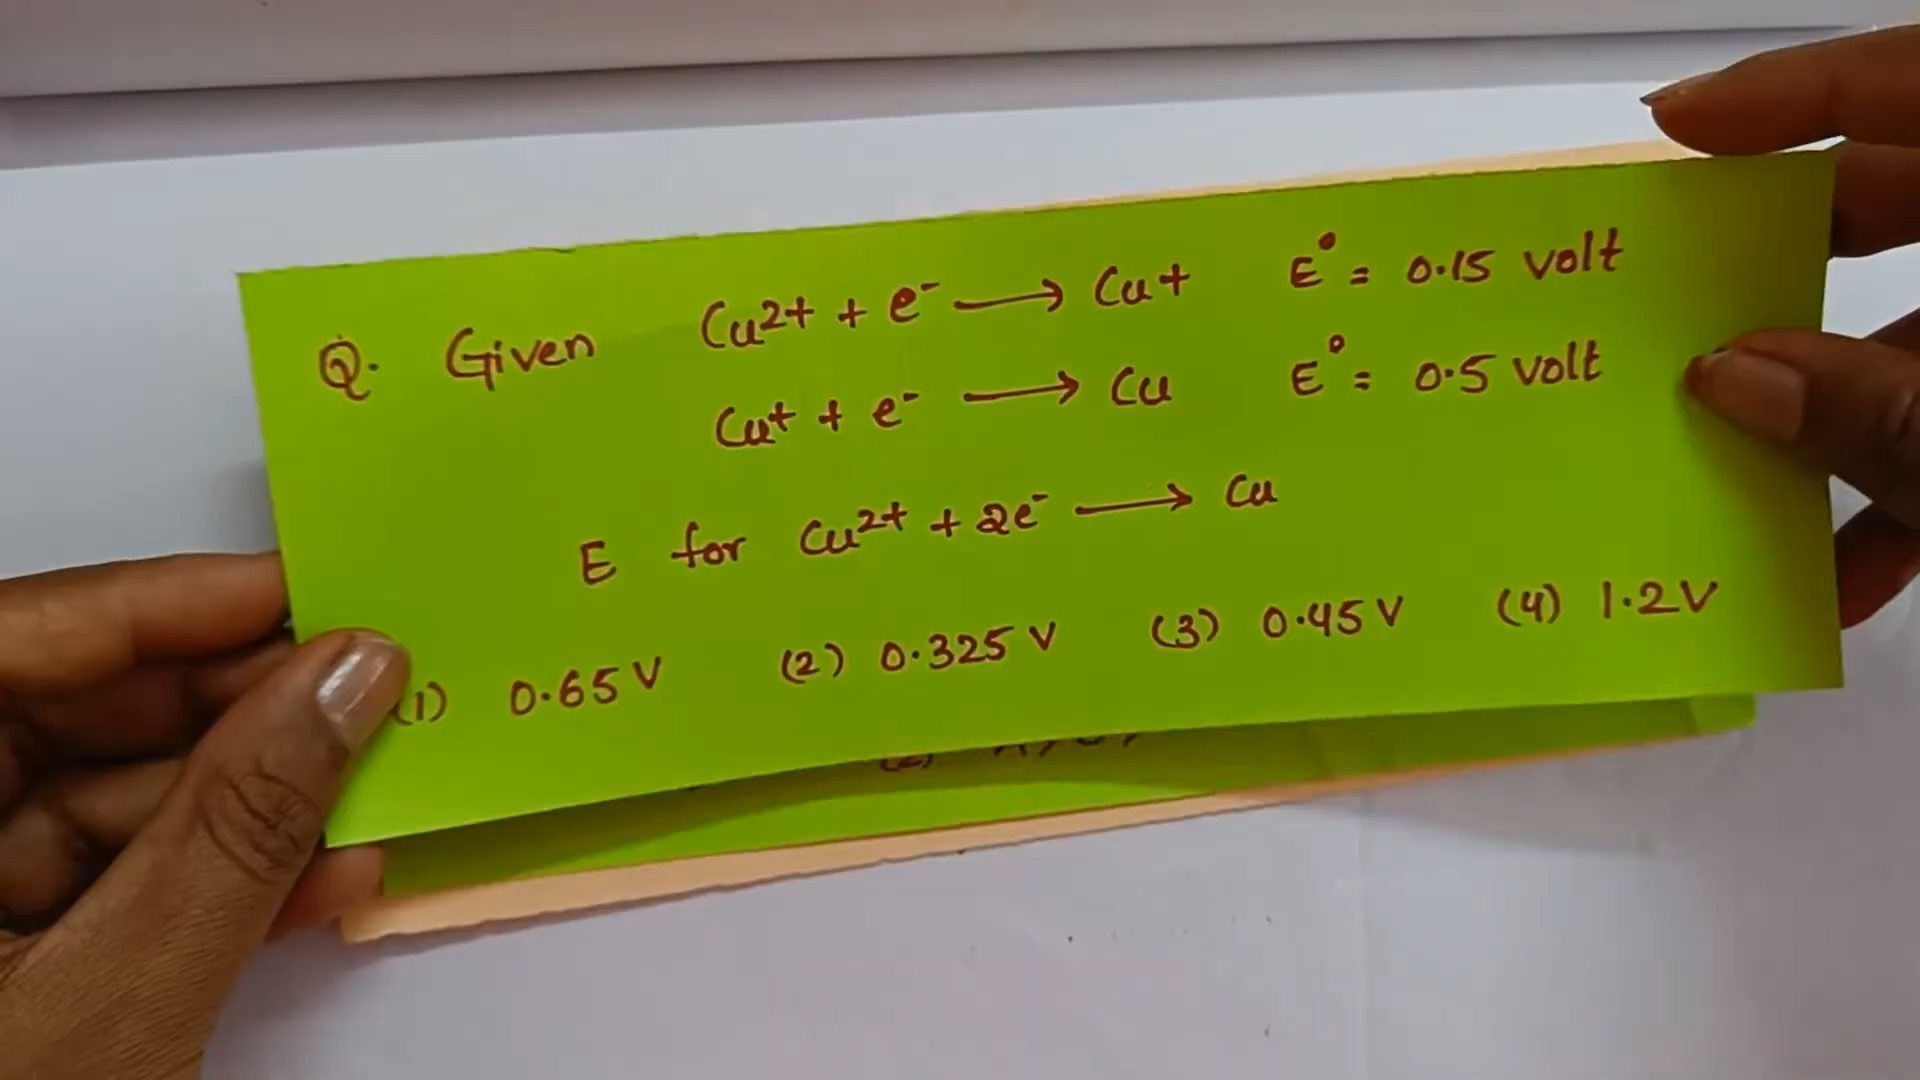 Q. Given Cu2+ + e- → Cu+ E° = 0.15 volt
Cu+ + e- → Cu E° = 0.5 volt
E for Cu2+ + 2e- → Cu
(1) 0.65 V (2) 0.325 V (3) 0.45 V (4) 1.2 V